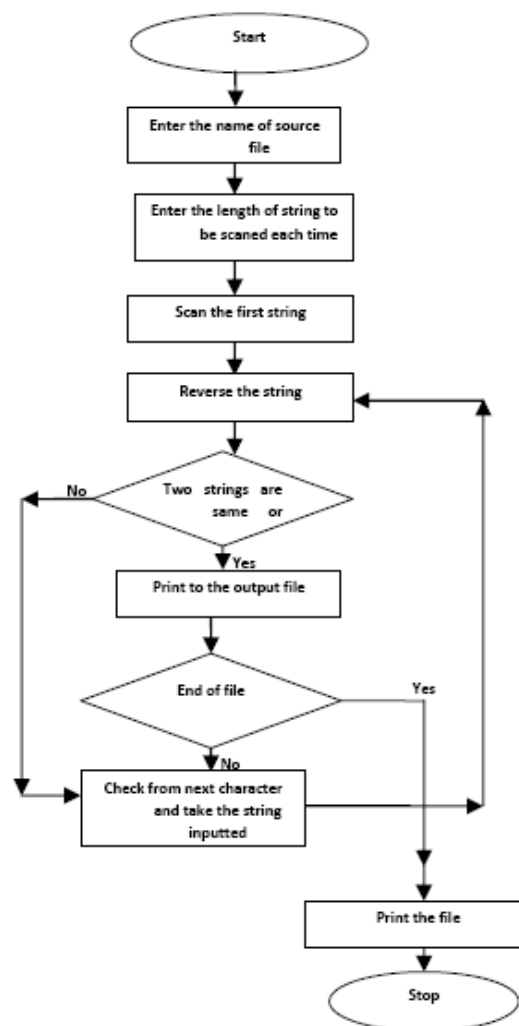 Start
Enter the name of source
file
Enter the length of string to
be scaned each time
Scan the first string
Reverse the string
No
Two strings are
same or
Yes
Print to the output file
End of file
Yes
No
Check from next character
and take the string
inputted
Print the file
Stop